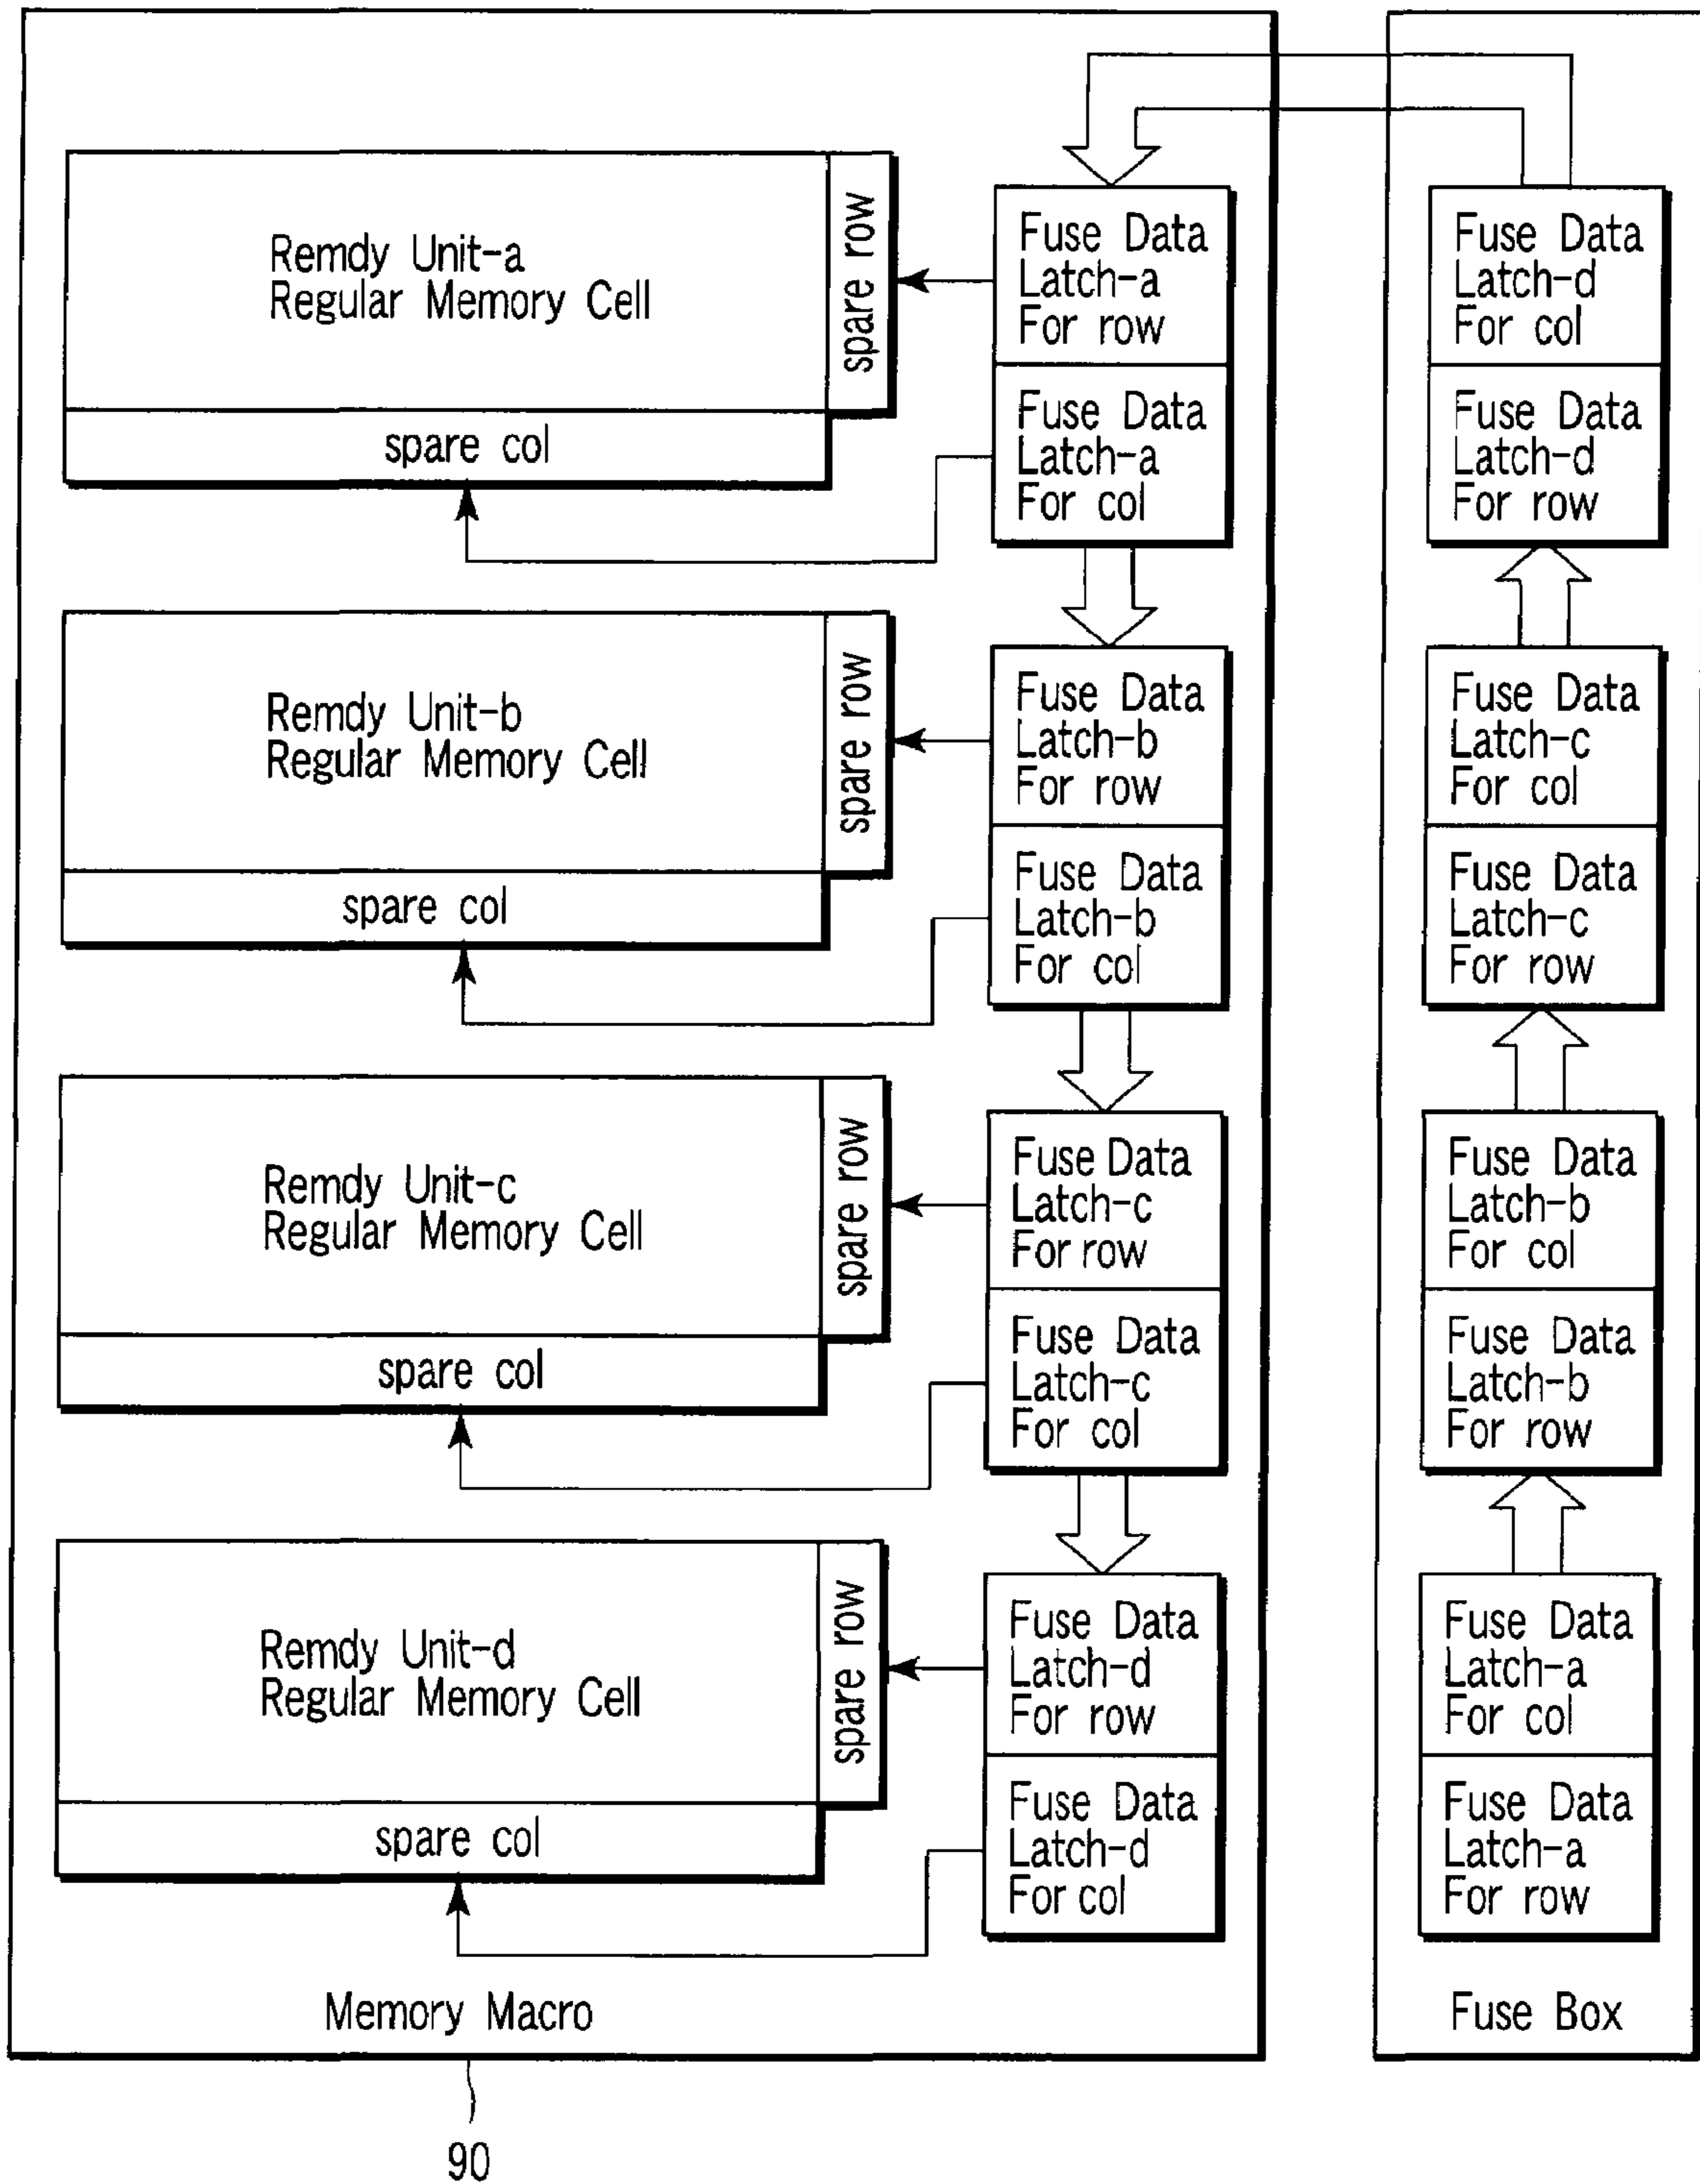 Remdy Unit-a
Regular Memory Cell
spare row
spare col
Fuse Data
Latch-a
For row
Fuse Data
Latch-a
For col
Remdy Unit-b
Regular Memory Cell
spare row
spare col
Fuse Data
Latch-b
For row
Fuse Data
Latch-b
For col
Remdy Unit-c
Regular Memory Cell
spare row
spare col
Fuse Data
Latch-c
For row
Fuse Data
Latch-c
For col
Remdy Unit-d
Regular Memory Cell
spare row
spare col
Fuse Data
Latch-d
For row
Fuse Data
Latch-d
For col
Memory Macro
90
Fuse Data
Latch-d
For col
Fuse Data
Latch-d
For row
Fuse Data
Latch-c
For col
Fuse Data
Latch-c
For row
Fuse Data
Latch-b
For col
Fuse Data
Latch-b
For row
Fuse Data
Latch-a
For col
Fuse Data
Latch-a
For row
Fuse Box